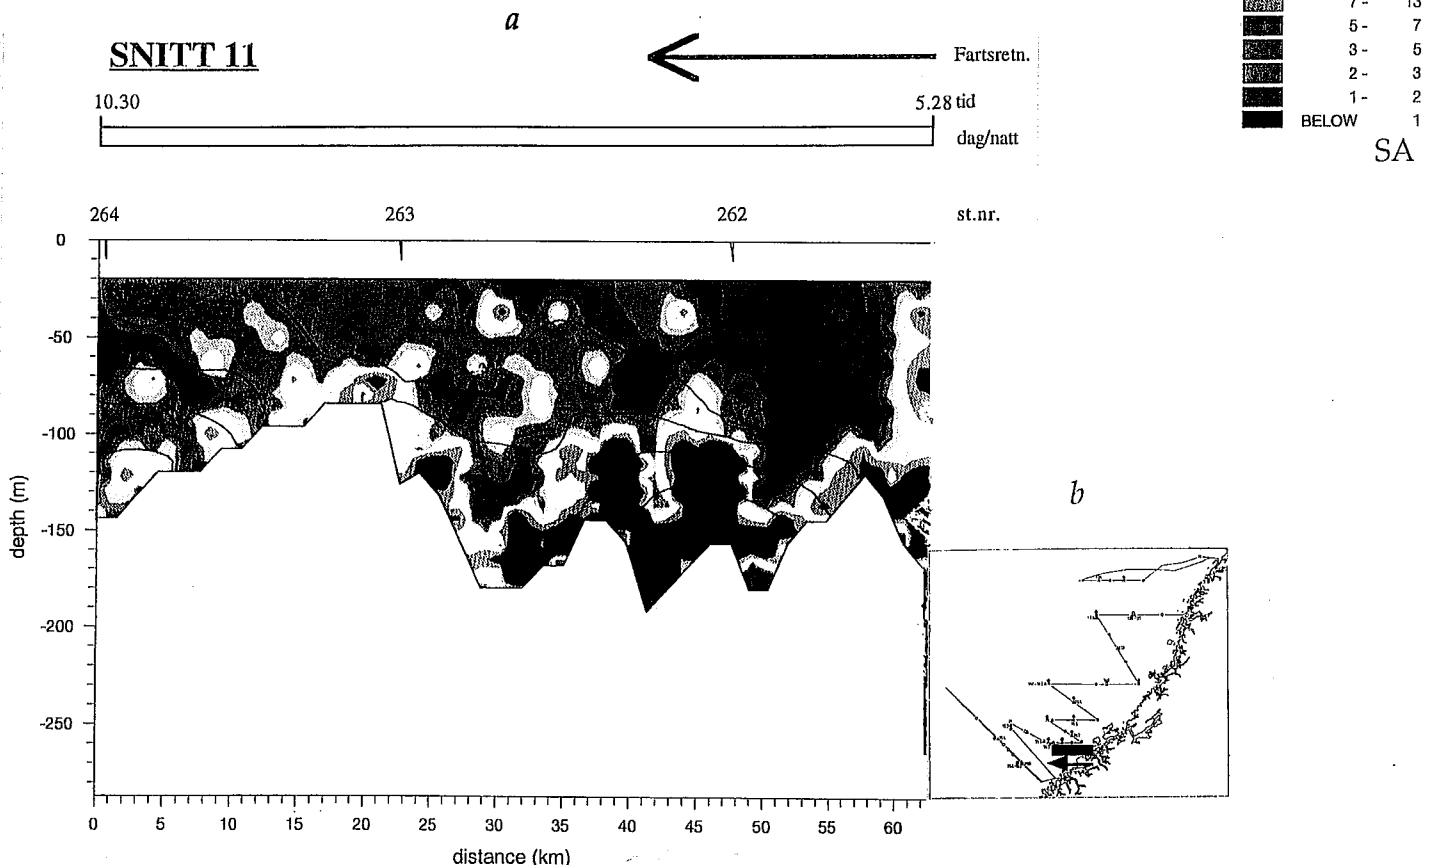 a
7 - 13
5 - 7
3 - 5
2 - 3
1 - 2
BELOW 1
SA
SNITT 11
Fartsretn.
10.30 5.28 tid
dag/natt
264 263 262 st.nr.
0
-50
-100
-150
-200
-250
depth (m)
0 5 10 15 20 25 30 35 40 45 50 55 60
distance (km)
b